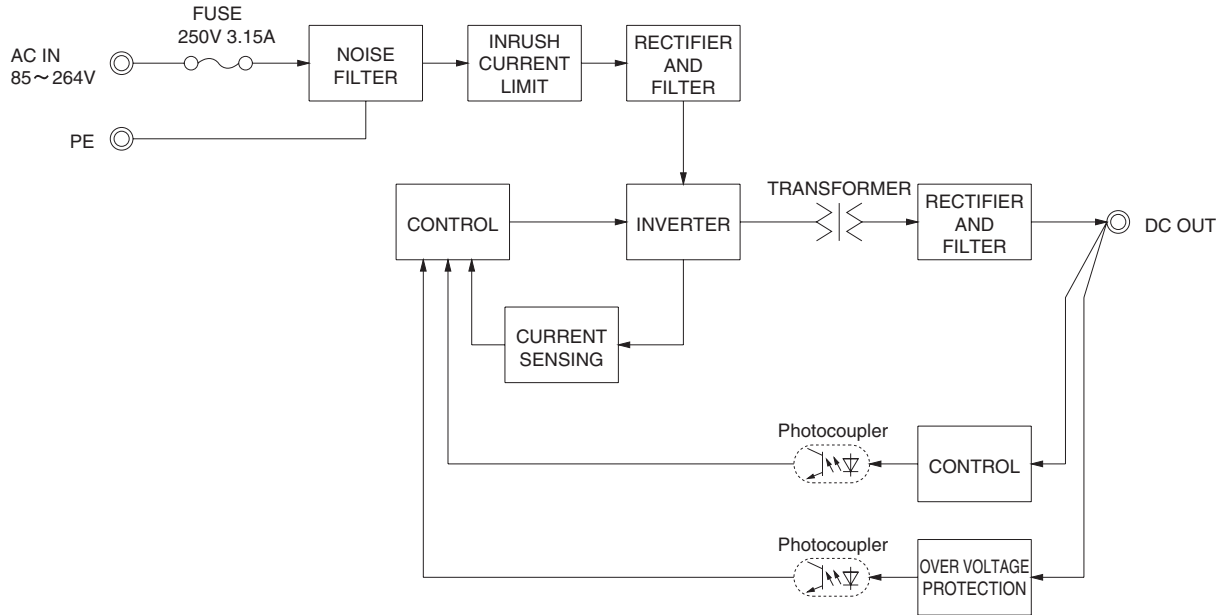 FUSE
250V 3.15A
AC IN
85～264V
NOISE
FILTER
INRUSH
CURRENT
LIMIT
RECTIFIER
AND
FILTER
PE
CONTROL
INVERTER
TRANSFORMER
RECTIFIER
AND
FILTER
DC OUT
CURRENT
SENSING
Photocoupler
CONTROL
Photocoupler
OVER VOLTAGE
PROTECTION